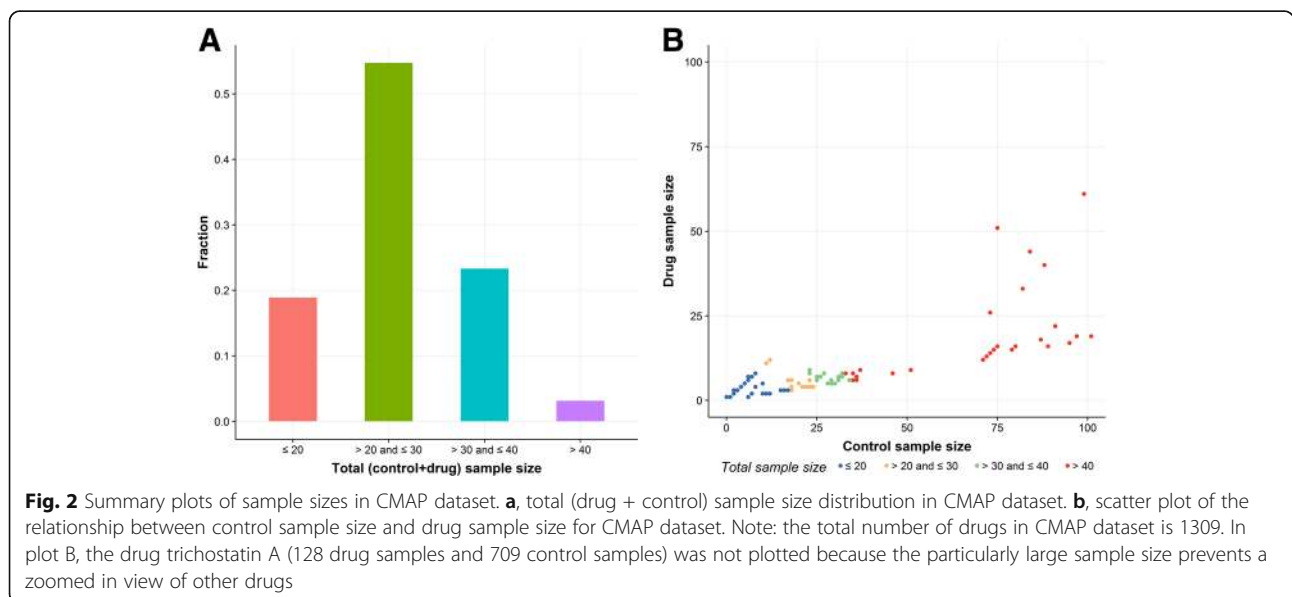 A
B
Fraction
0.5
0.4
0.3
0.2
0.1
0.0
≤ 20
> 20 and ≤ 30
> 30 and ≤ 40
> 40
Total (control+drug) sample size
Drug sample size
100
75
50
25
0
0
25
50
75
100
Control sample size
Total sample size ≤ 20 > 20 and ≤ 30 > 30 and ≤ 40 > 40
Fig. 2 Summary plots of sample sizes in CMAP dataset. a, total (drug + control) sample size distribution in CMAP dataset. b, scatter plot of the
relationship between control sample size and drug sample size for CMAP dataset. Note: the total number of drugs in CMAP dataset is 1309. In
plot B, the drug trichostatin A (128 drug samples and 709 control samples) was not plotted because the particularly large sample size prevents a
zoomed in view of other drugs